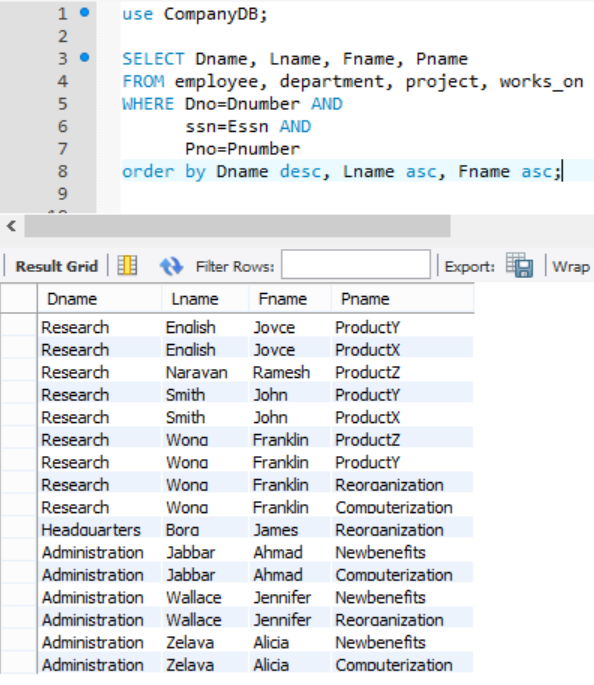 1 use CompanyDB;
2
3 SELECT Dname, Lname, Fname, Pname
4 FROM employee, department, project, works_on
5 WHERE Dno=Dnumber AND
6 ssn=Essn AND
7 Pno=Pnumber
8 order by Dname desc, Lname asc, Fname asc;
9
Result Grid Filter Rows: Export: Wrap
Dname Lname Fname Pname
Research English Joyce ProductY
Research English Joyce ProductX
Research Narayan Ramesh ProductZ
Research Smith John ProductY
Research Smith John ProductX
Research Wong Franklin ProductZ
Research Wong Franklin ProductY
Research Wong Franklin Reorganization
Research Wong Franklin Computerization
Headquarters Borg James Reorganization
Administration Jabbar Ahmad Newbenefits
Administration Jabbar Ahmad Computerization
Administration Wallace Jennifer Newbenefits
Administration Wallace Jennifer Reorganization
Administration Zelaya Alicia Newbenefits
Administration Zelaya Alicia Computerization